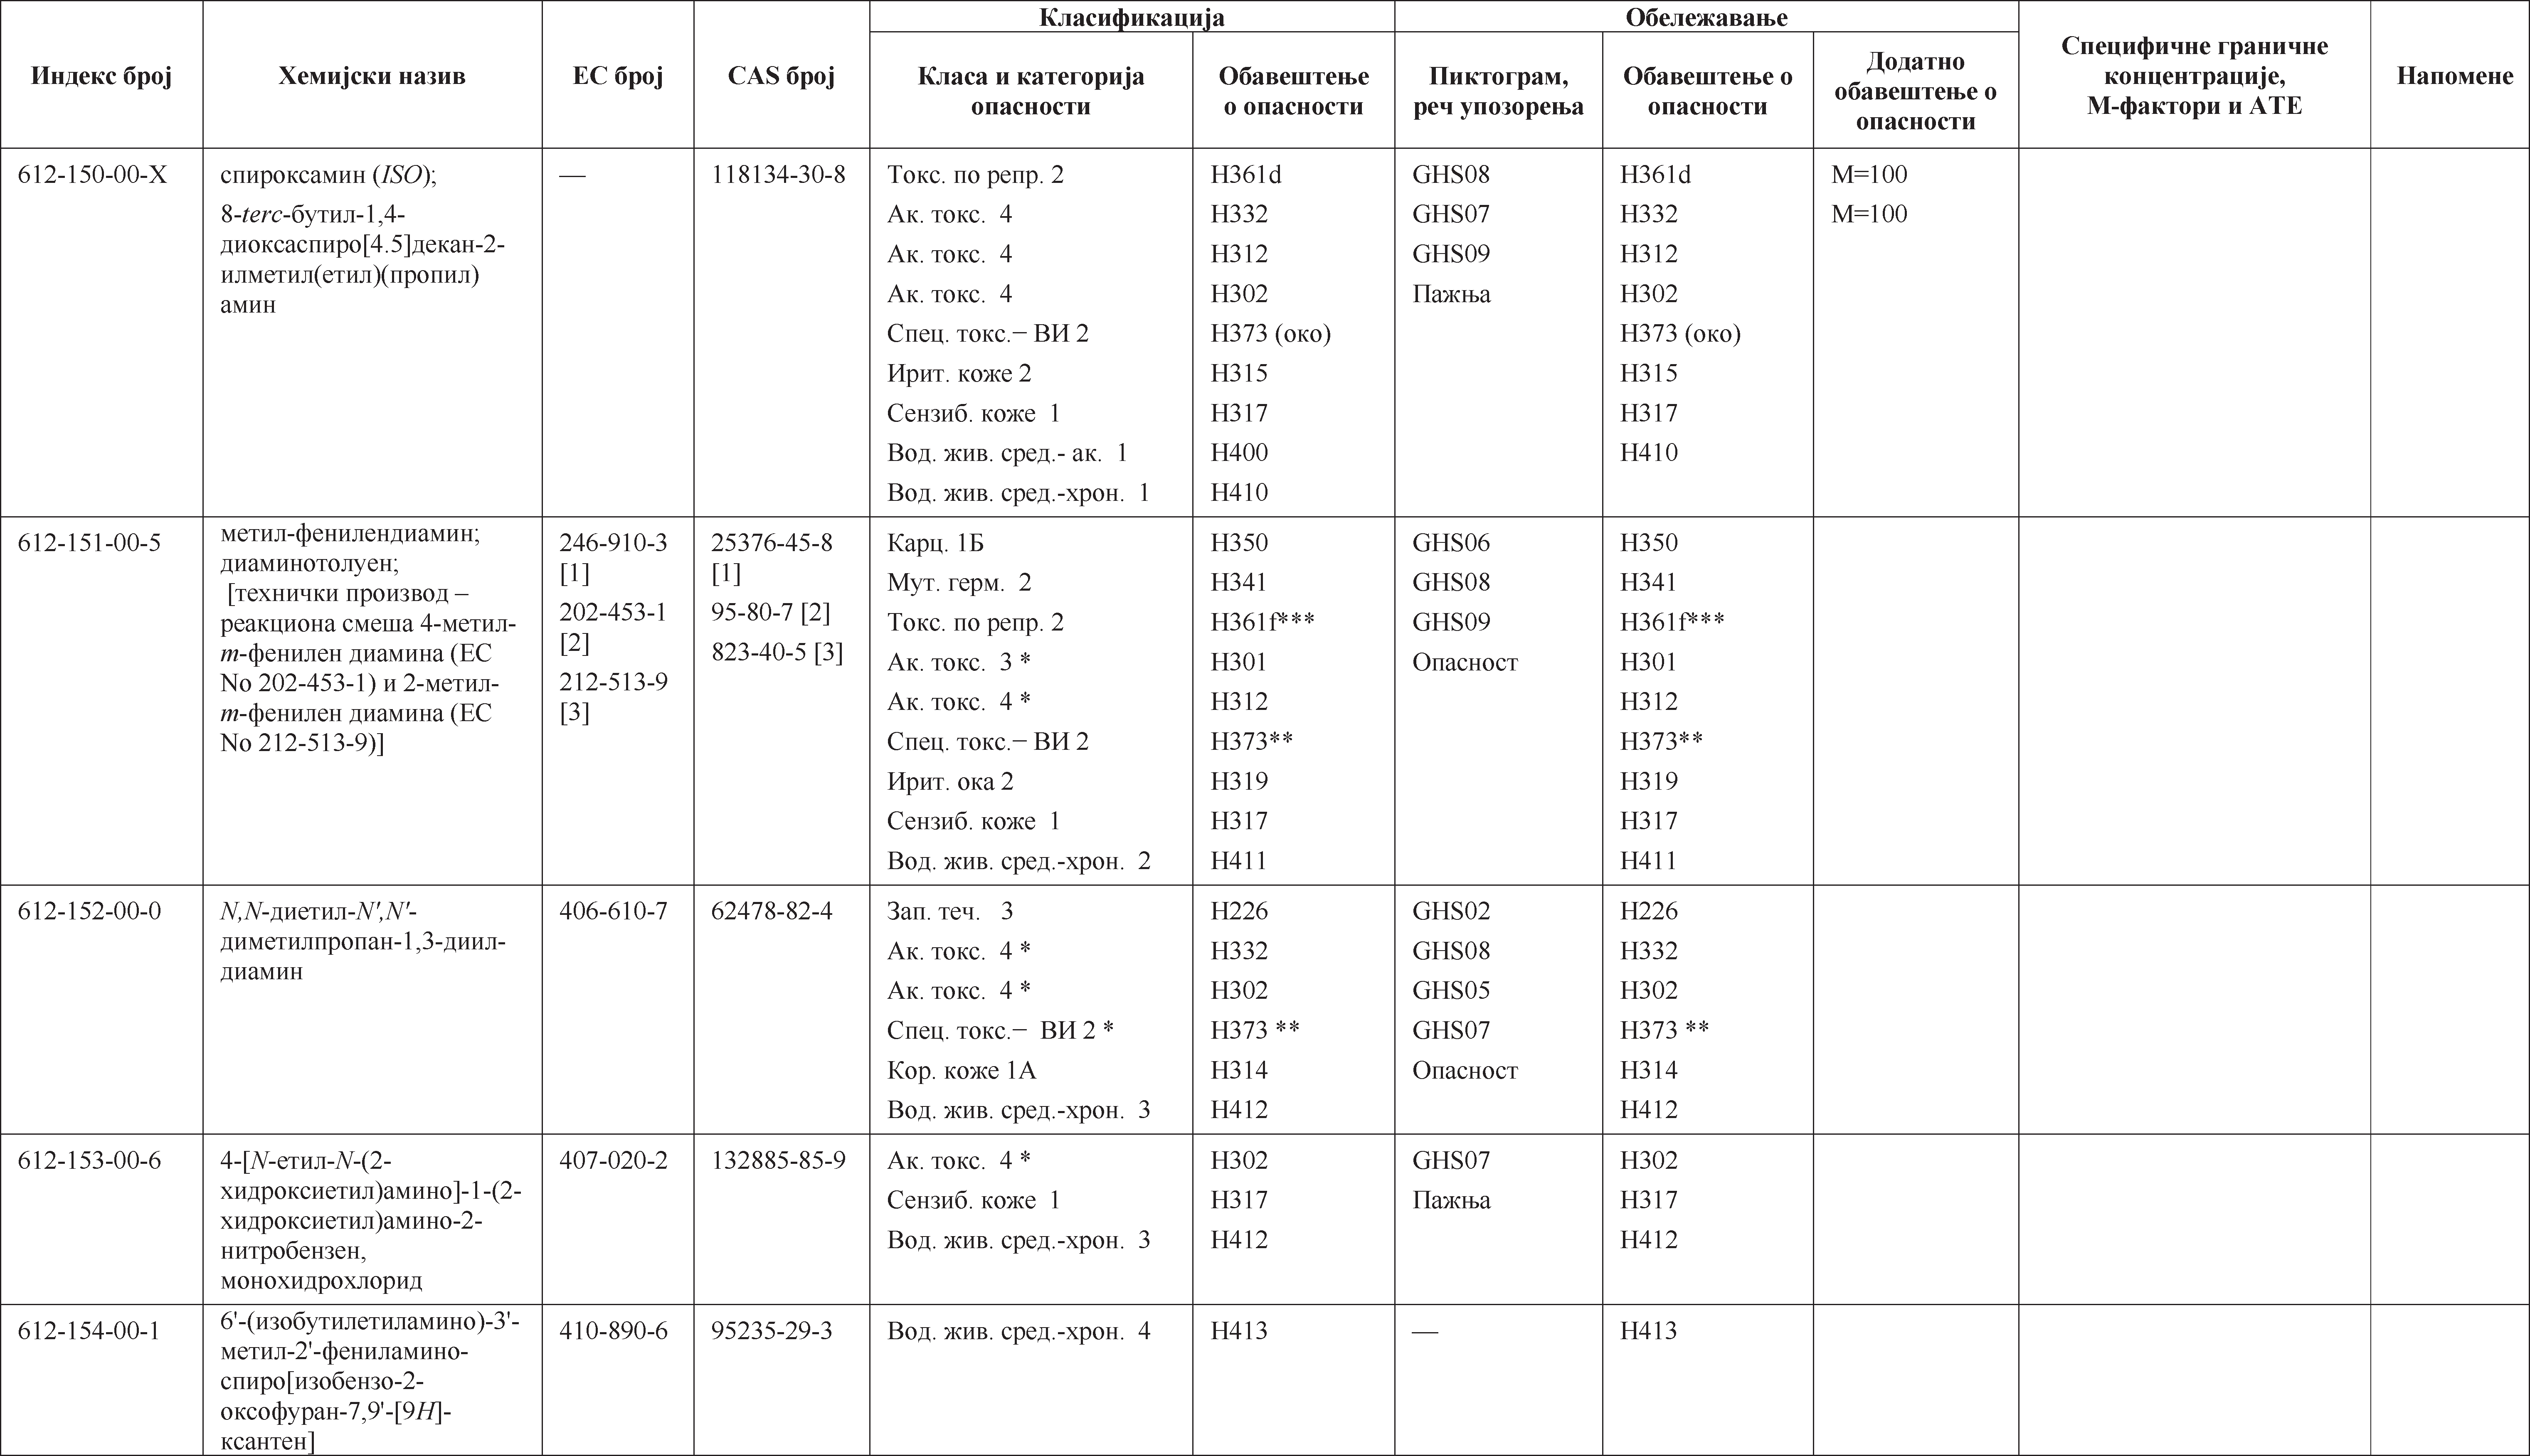 Индекс број
Хемијски назив
ЕС број
CAS број
Класификација
Класа и категорија
опасности
Обавештење
о опасности
Обележавање
Пиктограм,
реч упозорења
Обавештење о
опасности
Додатно
обавештење о
опасности
Специфичне граничне
концентрације,
М-фактори и АТЕ
Напомене
612-150-00-X
спироксамин (ISO);
8-terc-бутил-1,4-
диоксаспиро[4.5]декан-2-
илметил(етил)(пропил)
амин
—
118134-30-8
Токс. по репр. 2
Ак. токс.  4
Ак. токс.  4
Ак. токс.  4
Спец. токс.− ВИ 2
Ирит. коже 2
Сензиб. коже  1
Вод. жив. сред.- ак.  1
Вод. жив. сред.-хрон.  1
H361d
H332
H312
H302
H373 (око)
H315
H317
H400
H410
GHS08
GHS07
GHS09
Пажња
H361d
H332
H312
H302
H373 (око)
H315
H317
H410
M=100
M=100
612-151-00-5
метил-фенилендиамин;
диаминотолуен;
[технички производ –
реакциона смеша 4-метил-
m-фенилен диамина (ЕС
No 202-453-1) и 2-метил-
m-фенилен диамина (ЕС
No 212-513-9)]
246-910-3
[1]
202-453-1
[2]
212-513-9
[3]
25376-45-8
[1]
95-80-7 [2]
823-40-5 [3]
Карц. 1Б
Мут. герм.  2
Токс. по репр. 2
Ак. токс.  3 *
Ак. токс.  4 *
Спец. токс.− ВИ 2
Ирит. ока 2
Сензиб. коже  1
Вод. жив. сред.-хрон.  2
H350
H341
H361f***
H301
H312
H373**
H319
H317
H411
GHS06
GHS08
GHS09
Опасност
H350
H341
H361f***
H301
H312
H373**
H319
H317
H411
612-152-00-0
N,N-диетил-N',N'-
диметилпропан-1,3-диил-
диамин
406-610-7
62478-82-4
Зап. теч.   3
Ак. токс.  4 *
Ак. токс.  4 *
Спец. токс.−  ВИ 2 *
Кор. коже 1А
Вод. жив. сред.-хрон.  3
H226
H332
H302
H373 **
H314
H412
GHS02
GHS08
GHS05
GHS07
Опасност
H226
H332
H302
H373 **
H314
H412
612-153-00-6
4-[N-етил-N-(2-
хидроксиетил)амино]-1-(2-
хидроксиетил)амино-2-
нитробензен,
монохидрохлорид
407-020-2
132885-85-9
Ак. токс.  4 *
Сензиб. коже  1
Вод. жив. сред.-хрон.  3
H302
H317
H412
GHS07
Пажња
H302
H317
H412
612-154-00-1
6'-(изобутилетиламино)-3'-
метил-2'-фениламино-
спиро[изобензо-2-
оксофуран-7,9'-[9H]-
ксантен]
410-890-6
95235-29-3
Вод. жив. сред.-хрон.  4
H413
—
H413